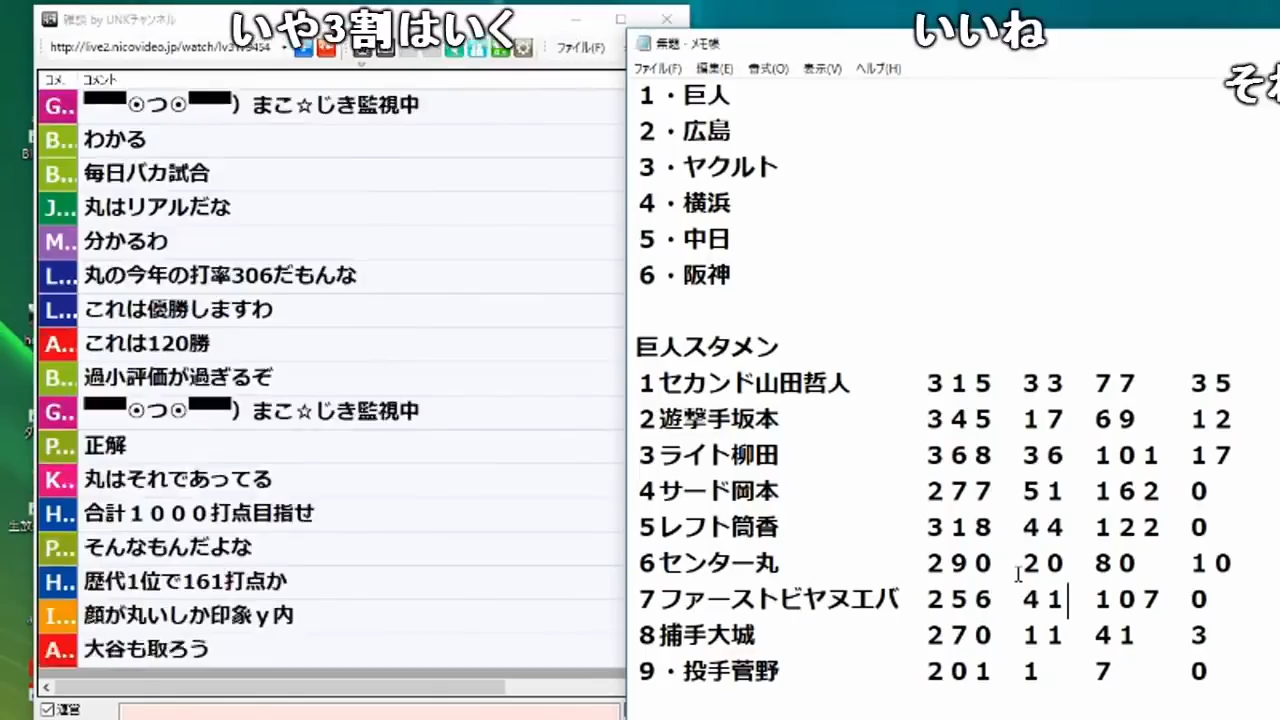 いや3割はいく
いいね
雑談 by UNKチャンネル
ファイル(F)
コメ. コメント
G.. ⊙つ⊙ ）まこ☆じき監視中
B... わかる
B... 毎日バカ試合
J... 丸はリアルだな
M.. 分かるわ
L... 丸の今年の打率306だもんな
L... これは優勝しますわ
A... これは120勝
B... 過小評価が過ぎるぞ
G.. ⊙つ⊙ ）まこ☆じき監視中
P... 正解
K.. 丸はそれであってる
H.. 合計１０００打点目指せ
P... そんなもんだよな
H.. 歴代1位で161打点か
I... 顔が丸いしか印象ｙ内
A.. 大谷も取ろう
運営
無題 - メモ帳
ファイル(F) 編集(E) 書式(O) 表示(V) ヘルプ(H)
１・巨人
２・広島
３・ヤクルト
４・横浜
５・中日
６・阪神
巨人スタメン
１セカンド山田哲人 ３１５ ３３ ７７ ３５
２遊撃手坂本 ３４５ １７ ６９ １２
３ライト柳田 ３６８ ３６ １０１ １７
４サード岡本 ２７７ ５１ １６２ ０
５レフト筒香 ３１８ ４４ １２２ ０
６センター丸 ２９０ ２０ ８０ １０
７ファーストビヤヌエバ ２５６ ４１ １０７ ０
８捕手大城 ２７０ １１ ４１ ３
９・投手菅野 ２０１ １ ７ ０